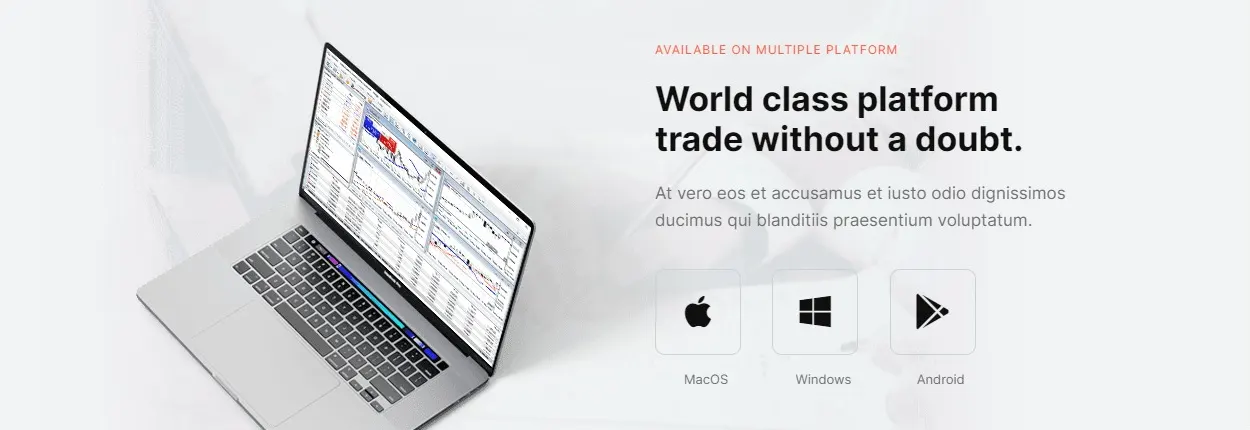 AVAILABLE ON MULTIPLE PLATFORM
World class platform
trade without a doubt.
At vero eos et accusamus et iusto odio dignissimos
ducimus qui blanditiis praesentium voluptatum.
MacOS
Windows
Android